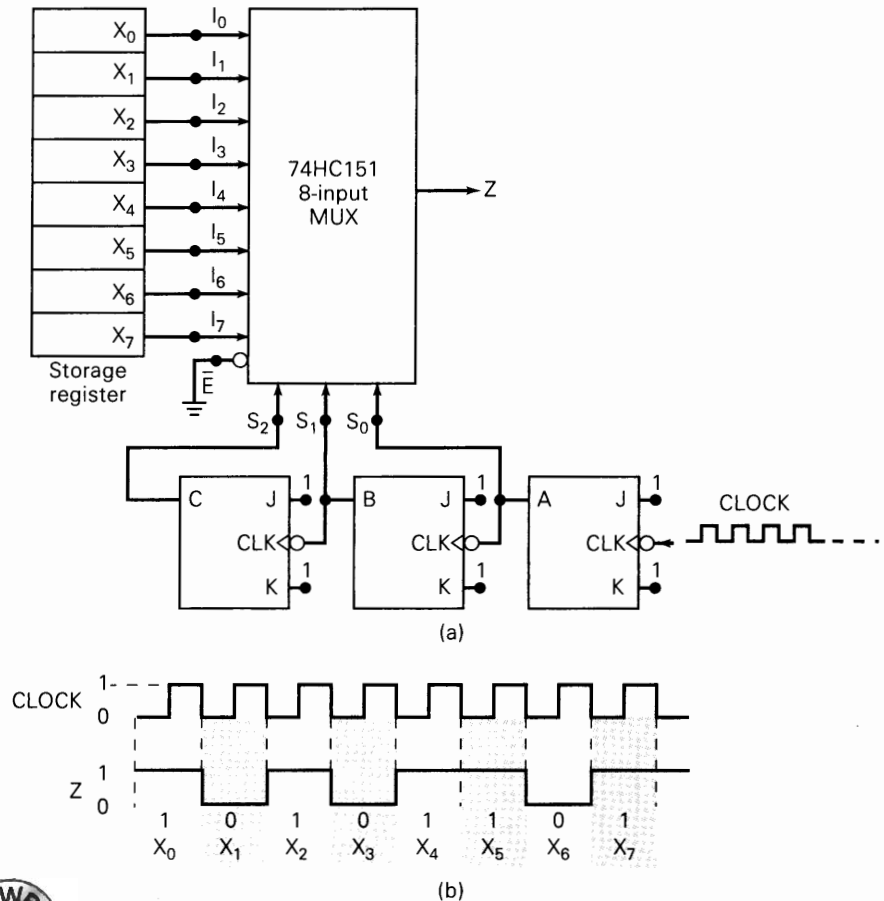 X₀ I₀
X₁ I₁
X₂ I₂
X₃ I₃
X₄ I₄
X₅ I₅
X₆ I₆
X₇ I₇
74HC151
8-input
MUX
Z
Storage
register
E̅
S₂ S₁ S₀
C J 1
CLK
K 1
B J 1
CLK
K 1
A J 1
CLK
K 1
CLOCK
(a)
CLOCK 1
0
Z 1
0
1 0 1 0 1 1 0 1
X₀ X₁ X₂ X₃ X₄ X₅ X₆ X₇
(b)